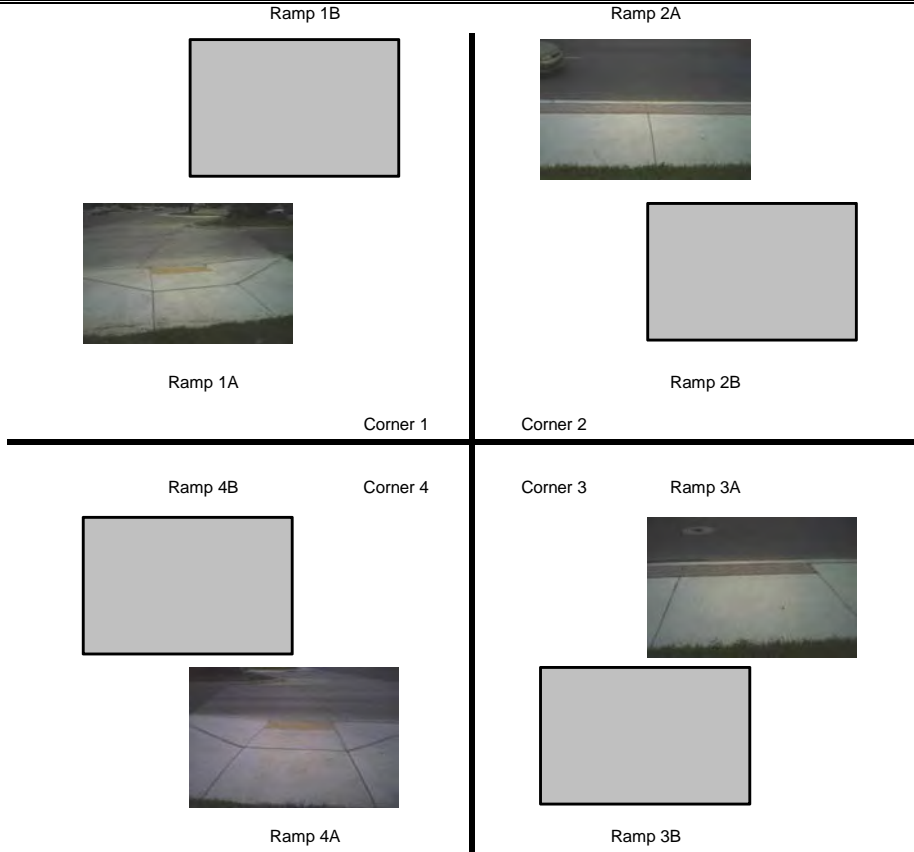 Ramp 1B
Ramp 2A
Ramp 1A
Ramp 2B
Corner 1
Corner 2
Ramp 4B
Corner 4
Corner 3
Ramp 3A
Ramp 4A
Ramp 3B